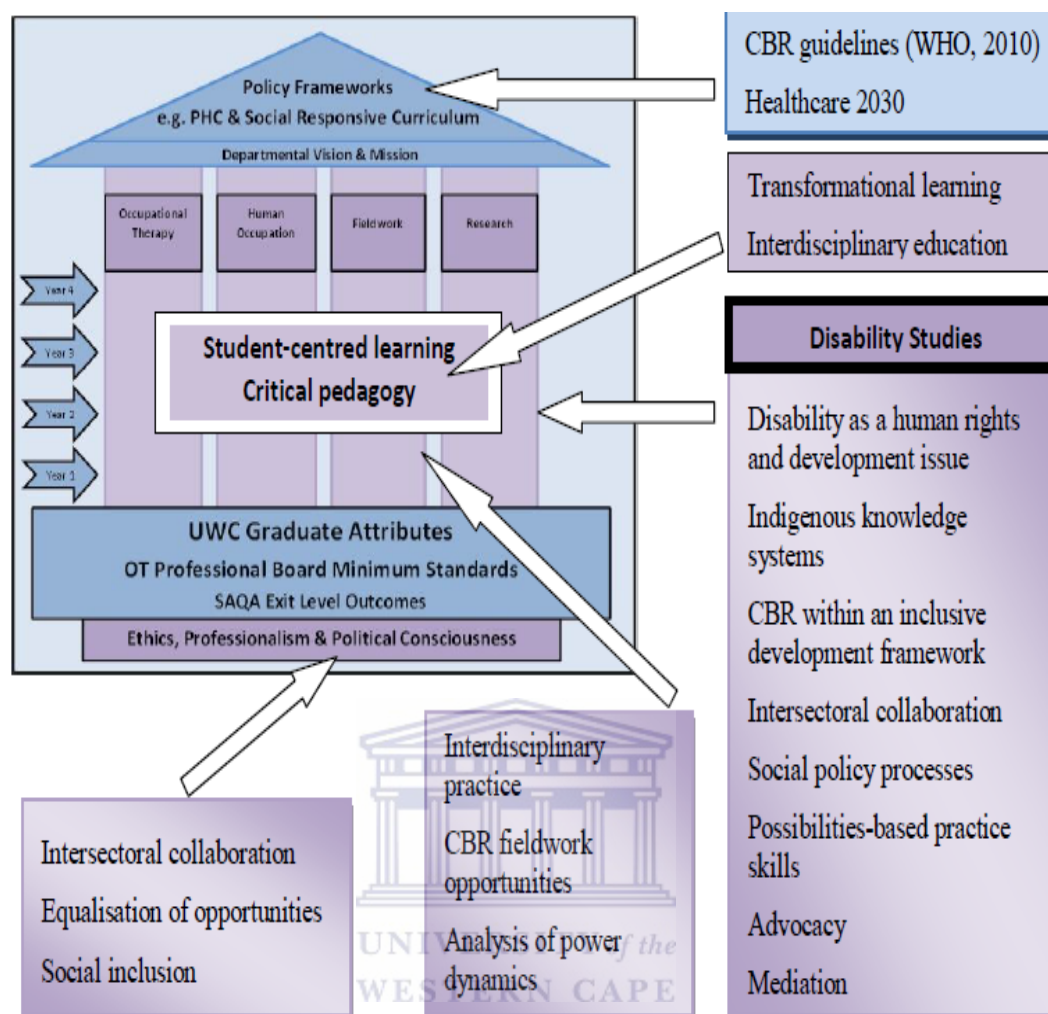 Policy Frameworks
e.g. PHC & Social Responsive Curriculum
Departmental Vision & Mission
Occupational
Therapy
Human
Occupation
Fieldwork
Research
Year 4
Year 3
Year 2
Year 1
Student-centred learning
Critical pedagogy
UWC Graduate Attributes
OT Professional Board Minimum Standards
SAQA Exit Level Outcomes
Ethics, Professionalism & Political Consciousness
CBR guidelines (WHO, 2010)
Healthcare 2030
Transformational learning
Interdisciplinary education
Disability Studies
Disability as a human rights
and development issue
Indigenous knowledge
systems
CBR within an inclusive
development framework
Intersectoral collaboration
Social policy processes
Possibilities-based practice
skills
Advocacy
Mediation
Intersectoral collaboration
Equalisation of opportunities
Social inclusion
Interdisciplinary
practice
CBR fieldwork
opportunities
Analysis of power
dynamics
UNIVERSITY of the
WESTERN CAPE